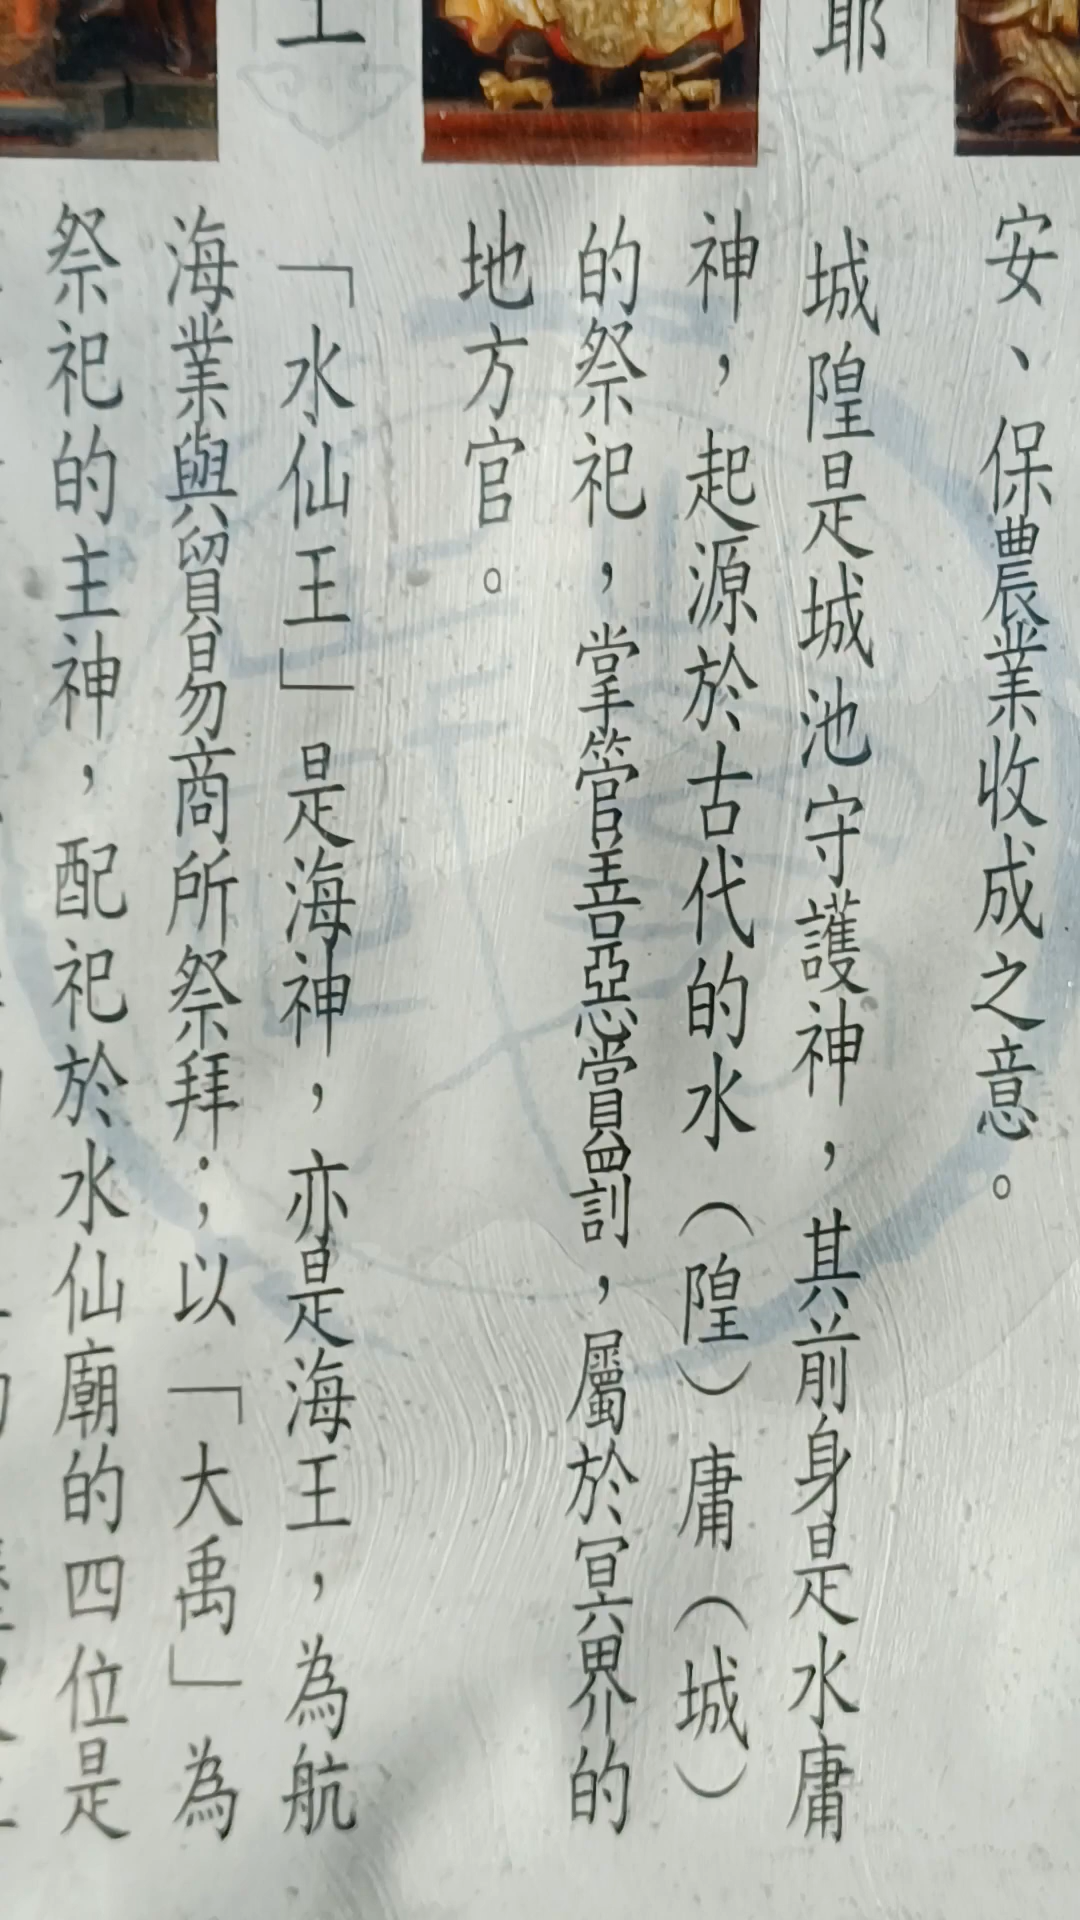 安、保農業收成之意。
耶
城隍是城池守護神，其前身是水庸
神，起源於古代的水（隍）庸（城）
的祭祀，掌管善惡賞罰，屬於冥界的
地方官。
「水仙王」是海神，亦是海王，為航
海業與貿易商所祭拜；以「大禹」為
祭祀的主神，配祀於水仙廟的四位是